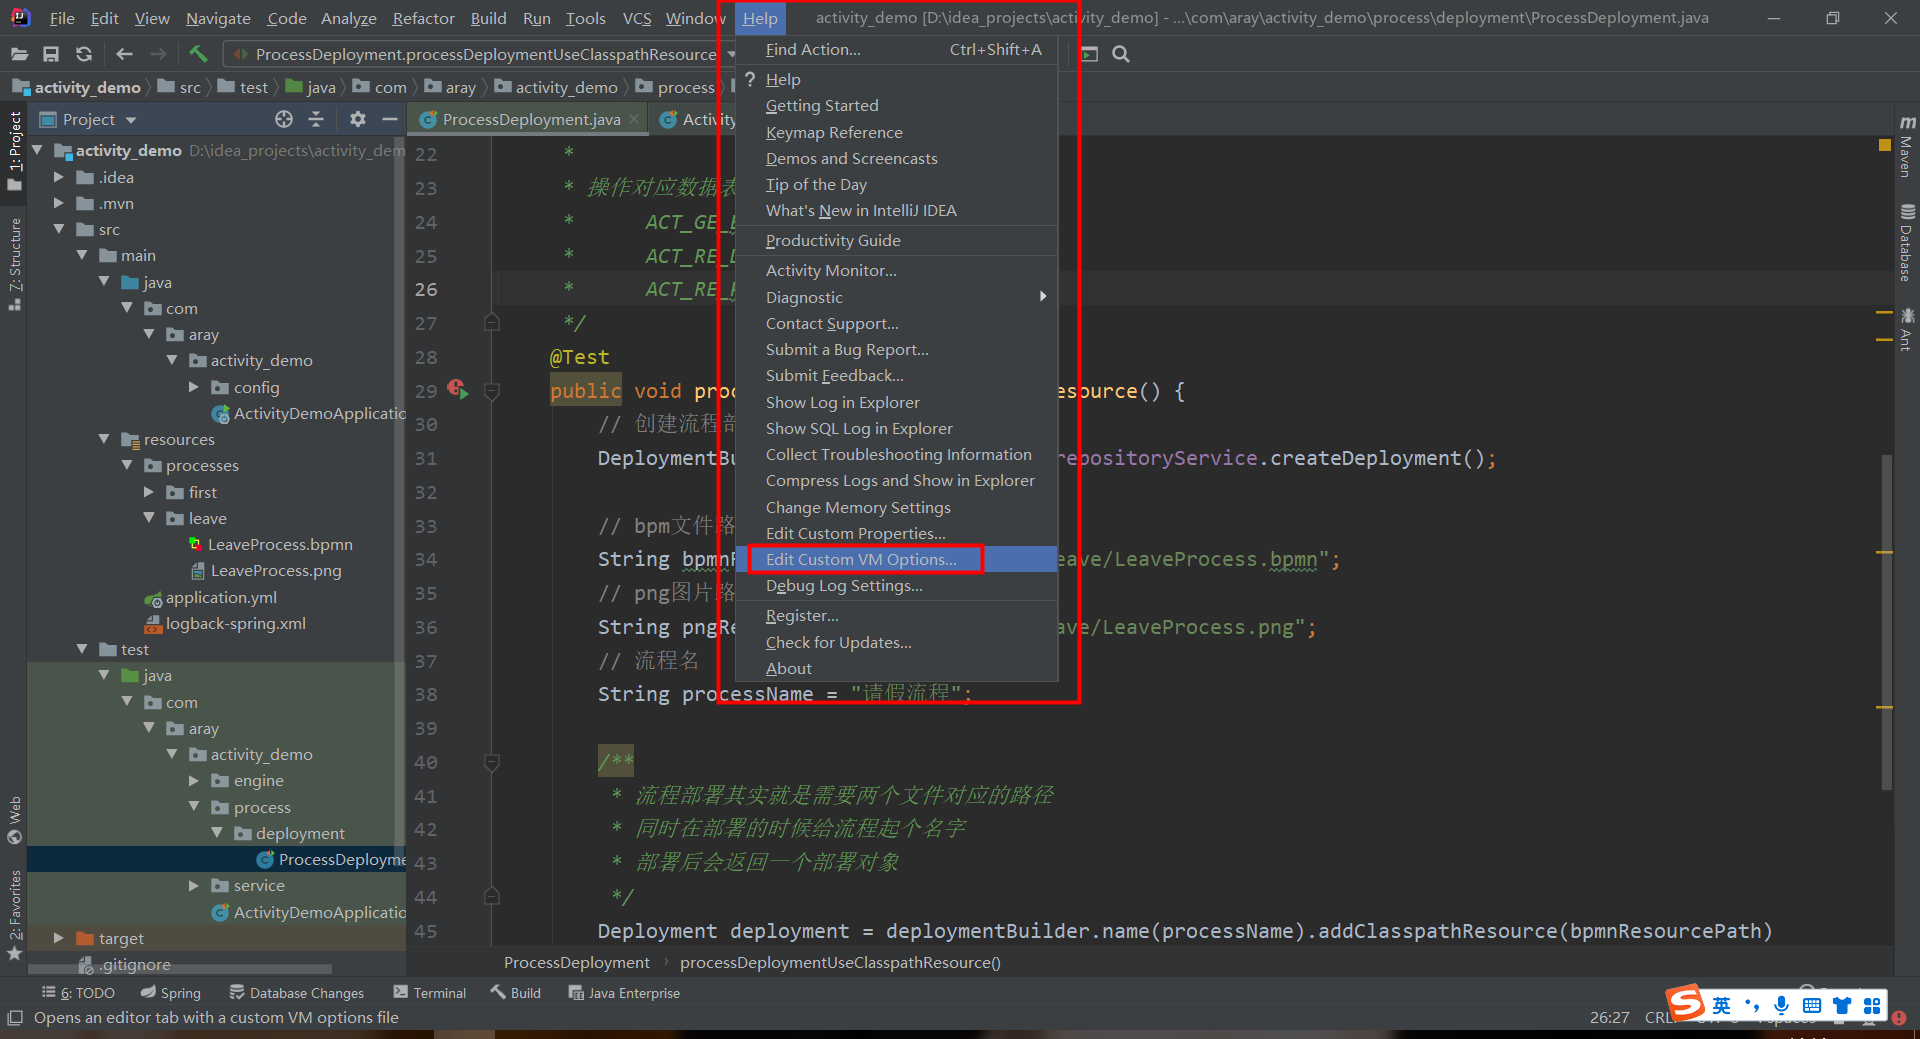 File Edit View Navigate Code Analyze Refactor Build Run Tools VCS Window Help activity_demo [D:\idea_projects\activity_demo] - ...\com\aray\activity_demo\process\deployment\ProcessDeployment.java
ProcessDeployment.processDeploymentUseClasspathResource
activity_demo src test java com aray activity_demo process
Project
ProcessDeployment.java
Activity
1: Project
7: Structure
Web
2: Favorites
activity_demo D:\idea_projects\activity_dem
.idea
.mvn
src
main
java
com
aray
activity_demo
config
ActivityDemoApplicatio
resources
processes
first
leave
LeaveProcess.bpmn
LeaveProcess.png
application.yml
logback-spring.xml
test
java
com
aray
activity_demo
engine
process
deployment
ProcessDeployme
service
ActivityDemoApplicatio
target
.gitignore
Find Action... Ctrl+Shift+A
? Help
Getting Started
Keymap Reference
Demos and Screencasts
Tip of the Day
What's New in IntelliJ IDEA
Productivity Guide
Activity Monitor...
Diagnostic
Contact Support...
Submit a Bug Report...
Submit Feedback...
Show Log in Explorer
Show SQL Log in Explorer
Collect Troubleshooting Information
Compress Logs and Show in Explorer
Change Memory Settings
Edit Custom Properties...
Edit Custom VM Options...
Debug Log Settings...
Register...
Check for Updates...
About
22 *
23 * 操作对应数据表
24 * ACT_GE_
25 * ACT_RE_
26 * ACT_RE_
27 */
28 @Test
29 public void proc esource() {
30 // 创建流程部
31 DeploymentBu repositoryService.createDeployment();
32
33 // bpm文件路
34 String bpmnR eave/LeaveProcess.bpmn";
35 // png图片路
36 String pngRe ave/LeaveProcess.png";
37 // 流程名
38 String processName = "请假流程";
39
40 /**
41 * 流程部署其实就是需要两个文件对应的路径
42 * 同时在部署的时候给流程起个名字
43 * 部署后会返回一个部署对象
44 */
45 Deployment deployment = deploymentBuilder.name(processName).addClasspathResource(bpmnResourcePath)
ProcessDeployment › processDeploymentUseClasspathResource()
m Maven
Database
Ant
6: TODO Spring Database Changes Terminal Build Java Enterprise
Opens an editor tab with a custom VM options file
26:27 CRL
S 英